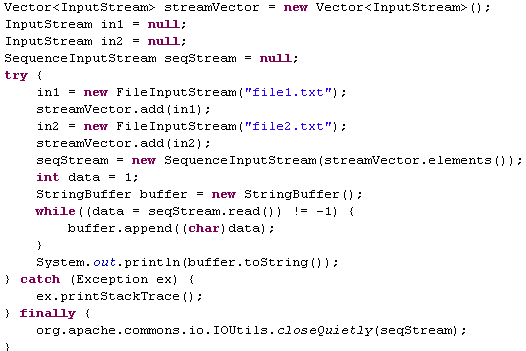 Vector<InputStream> streamVector = new Vector<InputStream>();
InputStream in1 = null;
InputStream in2 = null;
SequenceInputStream seqStream = null;
try {
    in1 = new FileInputStream("file1.txt");
    streamVector.add(in1);
    in2 = new FileInputStream("file2.txt");
    streamVector.add(in2);
    seqStream = new SequenceInputStream(streamVector.elements());
    int data = 1;
    StringBuffer buffer = new StringBuffer();
    while((data = seqStream.read()) != -1) {
        buffer.append((char)data);
    }
    System.out.println(buffer.toString());
} catch (Exception ex) {
    ex.printStackTrace();
} finally {
    org.apache.commons.io.IOUtils.closeQuietly(seqStream);
}